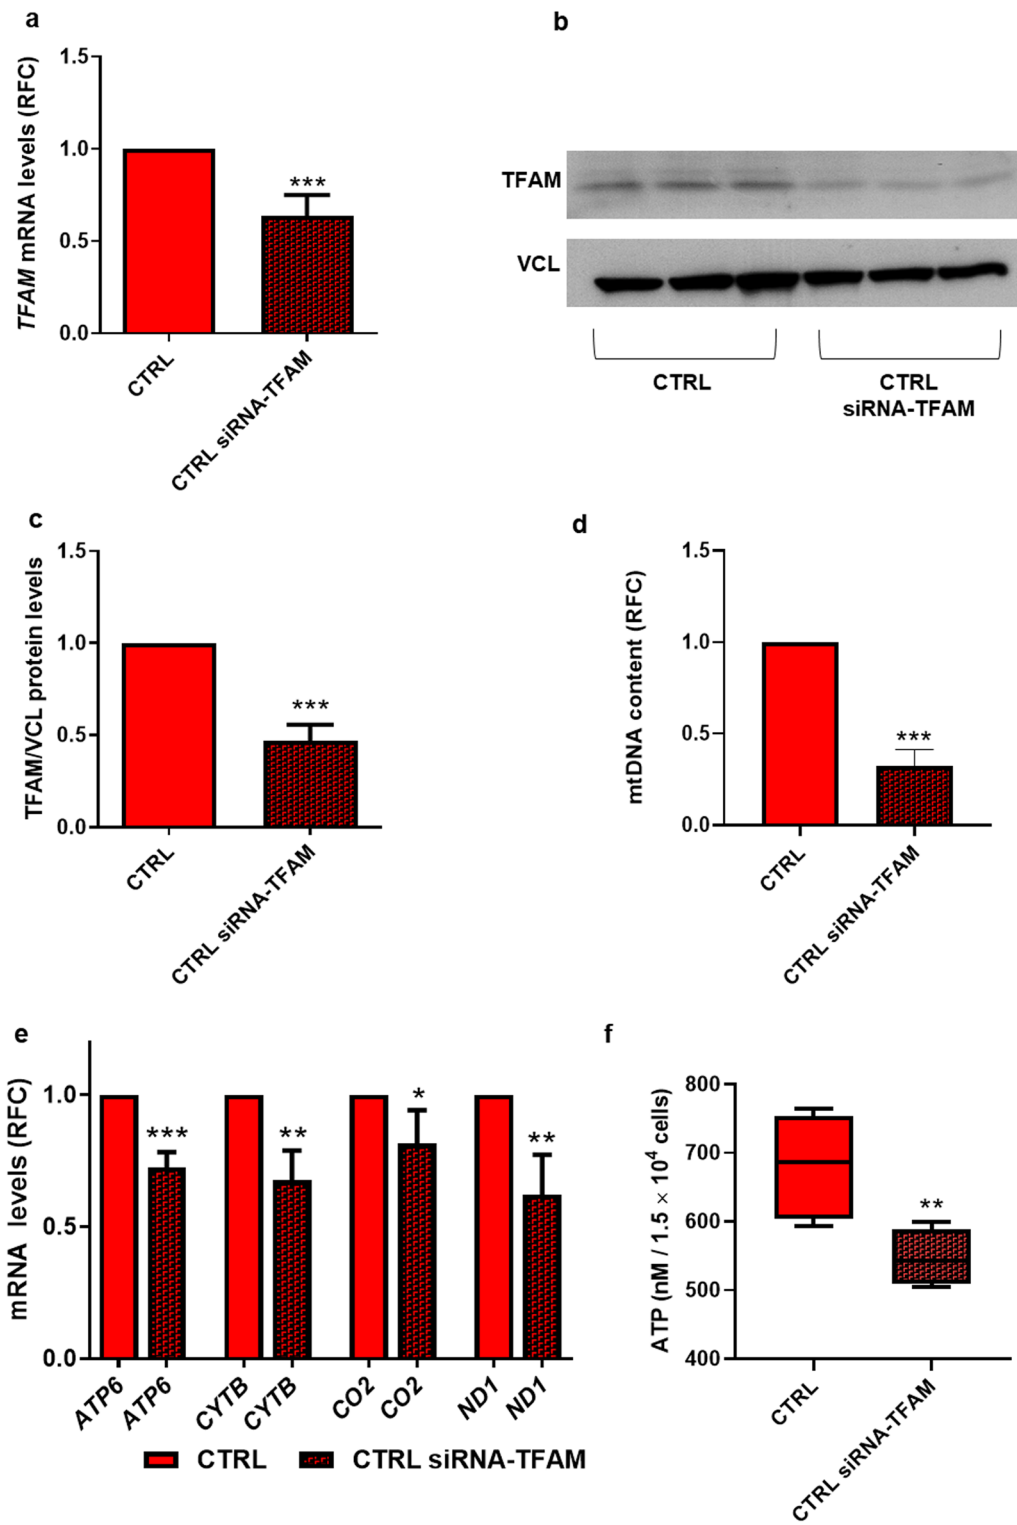 a
TFAM mRNA levels (RFC)
1.5
1.0
0.5
0.0
***
CTRL
CTRL siRNA-TFAM
b
TFAM
VCL
CTRL
CTRL
siRNA-TFAM
c
TFAM/VCL protein levels
1.5
1.0
0.5
0.0
***
CTRL
CTRL siRNA-TFAM
d
mtDNA content (RFC)
1.5
1.0
0.5
0.0
***
CTRL
CTRL siRNA-TFAM
e
mRNA levels (RFC)
1.0
0.5
0.0
***
**
*
**
ATP6
ATP6
CYTB
CYTB
CO2
CO2
ND1
ND1
CTRL
CTRL siRNA-TFAM
f
ATP (nM / 1.5 × 10⁴ cells)
800
700
600
500
400
**
CTRL
CTRL siRNA-TFAM